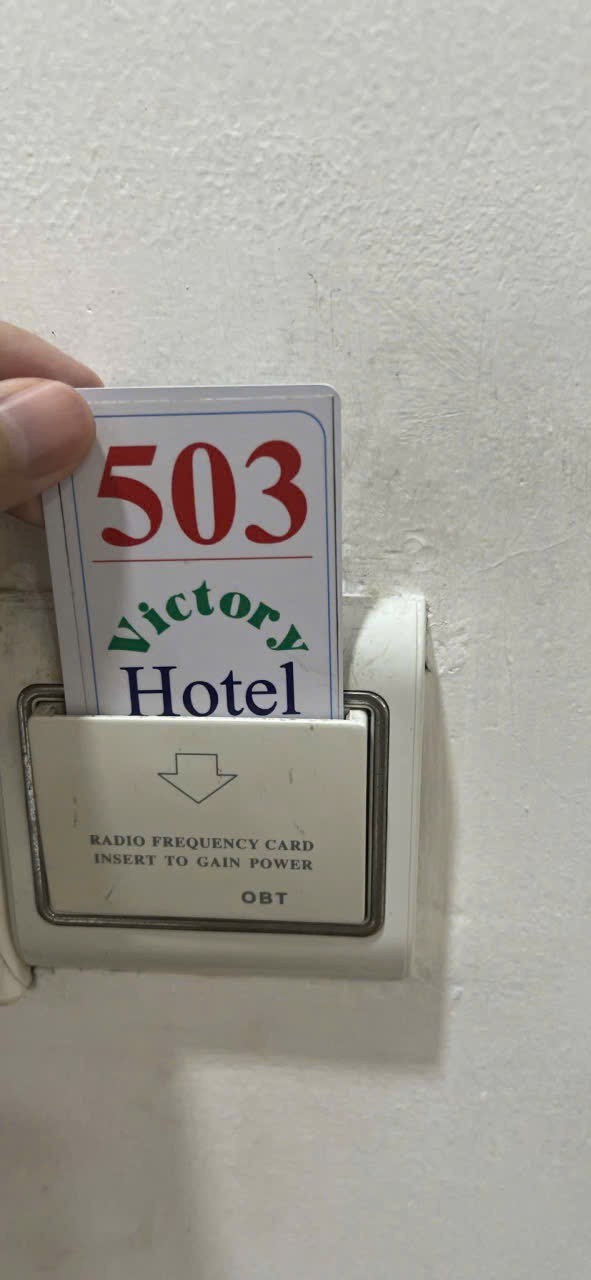 503
Victory
Hotel
RADIO FREQUENCY CARD
INSERT TO GAIN POWER
OBT